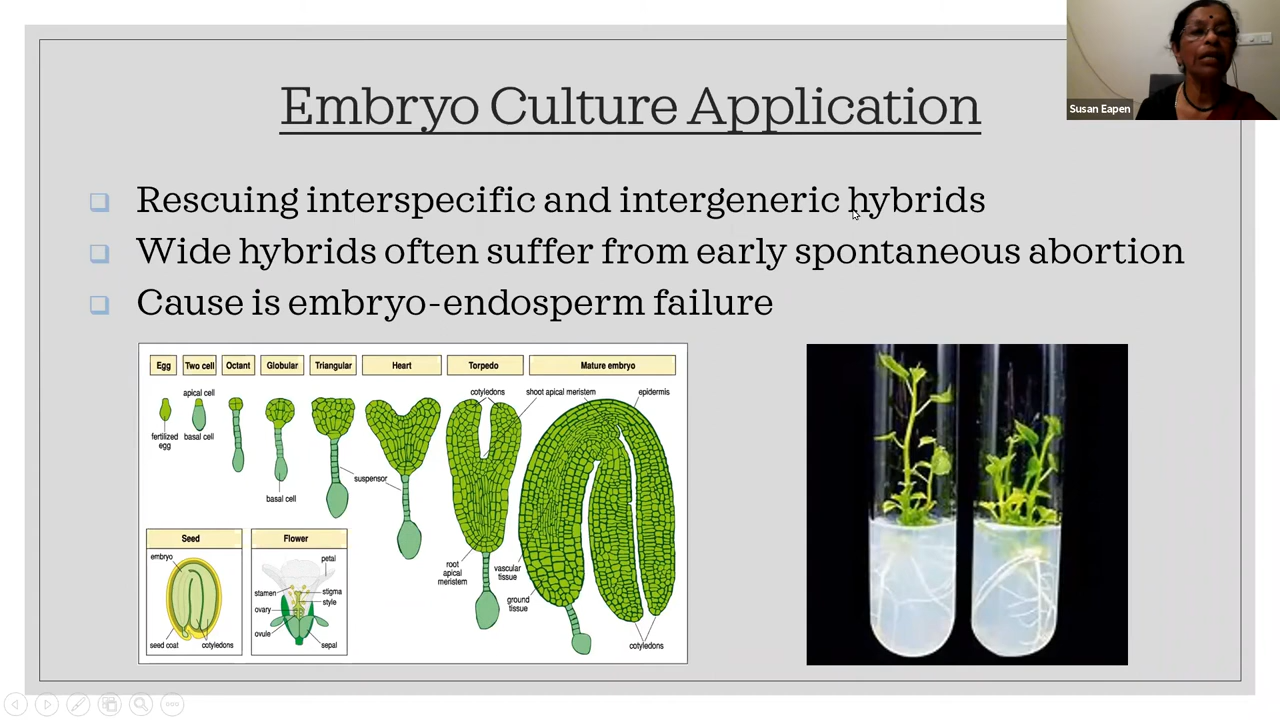 Susan Eapen
Embryo Culture Application
Rescuing interspecific and intergeneric hybrids
Wide hybrids often suffer from early spontaneous abortion
Cause is embryo-endosperm failure
Egg
Two cell
Octant
Globular
Triangular
Heart
Torpedo
Mature embryo
apical cell
cotyledons
shoot apical meristem
epidermis
fertilized
egg
basal cell
suspensor
basal cell
Seed
embryo
seed coat
cotyledons
Flower
petal
stamen
stigma
style
ovary
ovule
sepal
root
apical
meristem
vascular
tissue
ground
tissue
cotyledons